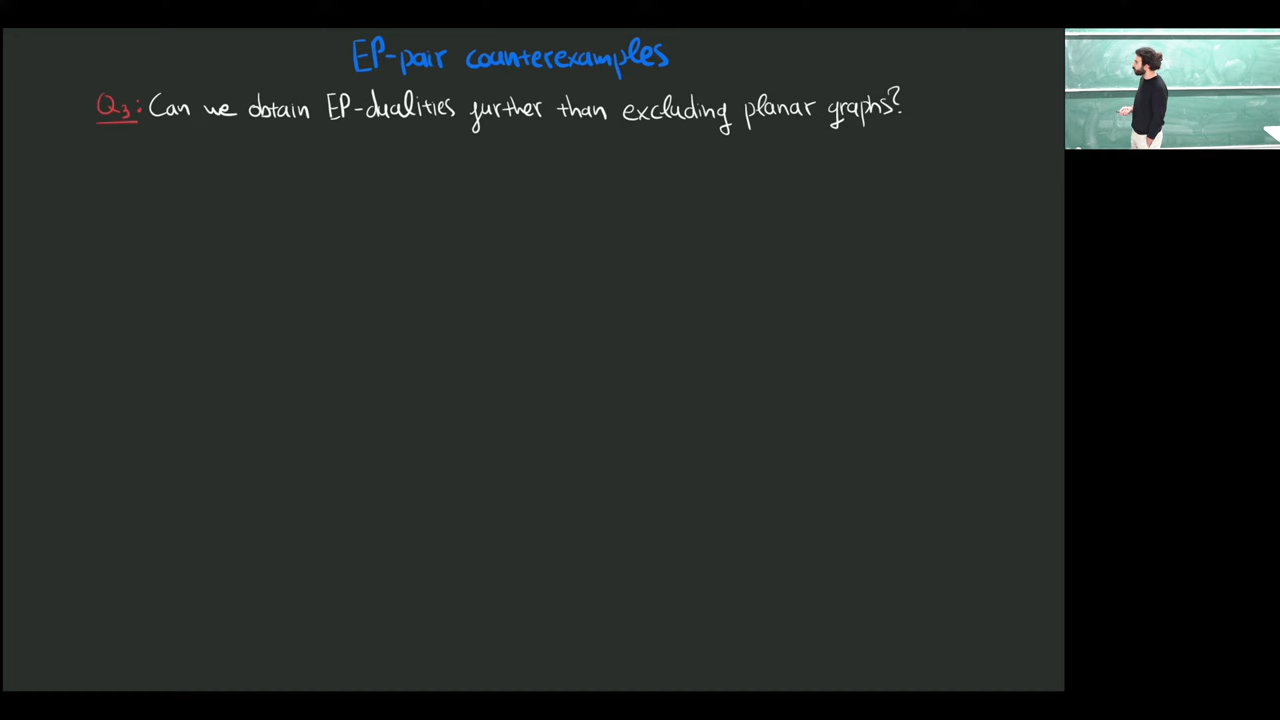 EP-pair counterexamples
Q3: Can we obtain EP-dualities further than excluding planar graphs?